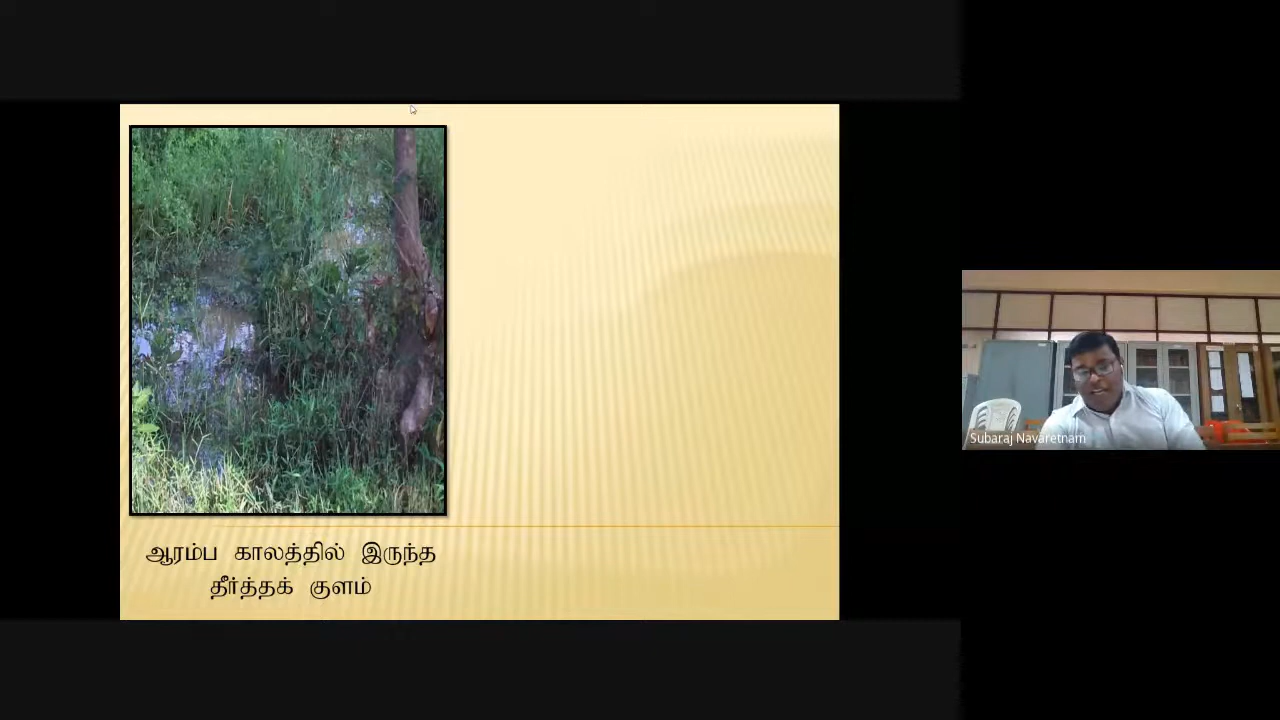 ஆரம்ப காலத்தில் இருந்த
தீர்த்தக் குளம்
Subaraj Navaretnam